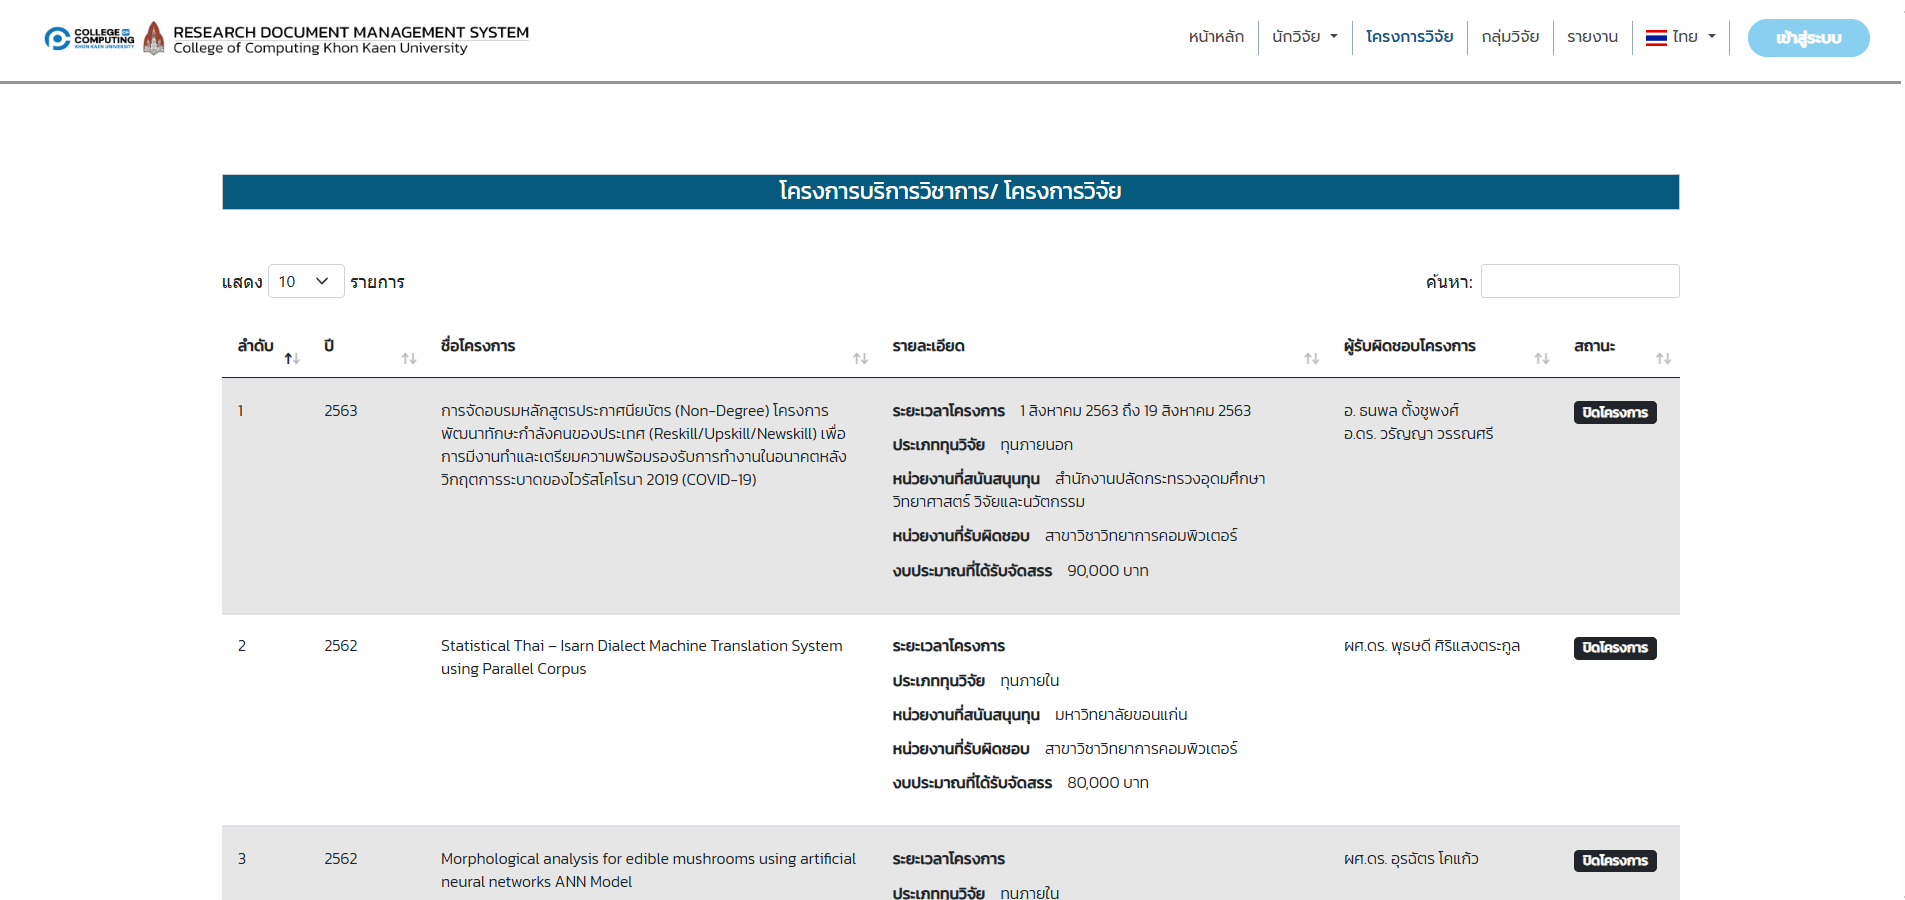 COLLEGE OF
COMPUTING
KHON KAEN UNIVERSITY
RESEARCH DOCUMENT MANAGEMENT SYSTEM
College of Computing Khon Kaen University
หน้าหลัก นักวิจัย โครงการวิจัย กลุ่มวิจัย รายงาน ไทย เข้าสู่ระบบ
โครงการบริการวิชาการ/ โครงการวิจัย
แสดง 10 รายการ ค้นหา:
ลำดับ ปี ชื่อโครงการ รายละเอียด ผู้รับผิดชอบโครงการ สถานะ
1 2563
การจัดอบรมหลักสูตรประกาศนียบัตร (Non-Degree) โครงการ
พัฒนาทักษะกำลังคนของประเทศ (Reskill/Upskill/Newskill) เพื่อ
การมีงานทำและเตรียมความพร้อมรองรับการทำงานในอนาคตหลัง
วิกฤตการระบาดของไวรัสโคโรนา 2019 (COVID-19)
ระยะเวลาโครงการ 1 สิงหาคม 2563 ถึง 19 สิงหาคม 2563
ประเภททุนวิจัย ทุนภายนอก
หน่วยงานที่สนันสนุนทุน สำนักงานปลัดกระทรวงอุดมศึกษา
วิทยาศาสตร์ วิจัยและนวัตกรรม
หน่วยงานที่รับผิดชอบ สาขาวิชาวิทยาการคอมพิวเตอร์
งบประมาณที่ได้รับจัดสรร 90,000 บาท
อ. ธนพล ตั้งชูพงศ์
อ.ดร. วรัญญา วรรณศรี
ปิดโครงการ
2 2562
Statistical Thai – Isarn Dialect Machine Translation System
using Parallel Corpus
ระยะเวลาโครงการ
ประเภททุนวิจัย ทุนภายใน
หน่วยงานที่สนันสนุนทุน มหาวิทยาลัยขอนแก่น
หน่วยงานที่รับผิดชอบ สาขาวิชาวิทยาการคอมพิวเตอร์
งบประมาณที่ได้รับจัดสรร 80,000 บาท
ผศ.ดร. พุธษดี ศิริแสงตระกูล
ปิดโครงการ
3 2562
Morphological analysis for edible mushrooms using artificial
neural networks ANN Model
ระยะเวลาโครงการ
ประเภททุนวิจัย ทุนภายใน
ผศ.ดร. อุรฉัตร โคแก้ว
ปิดโครงการ